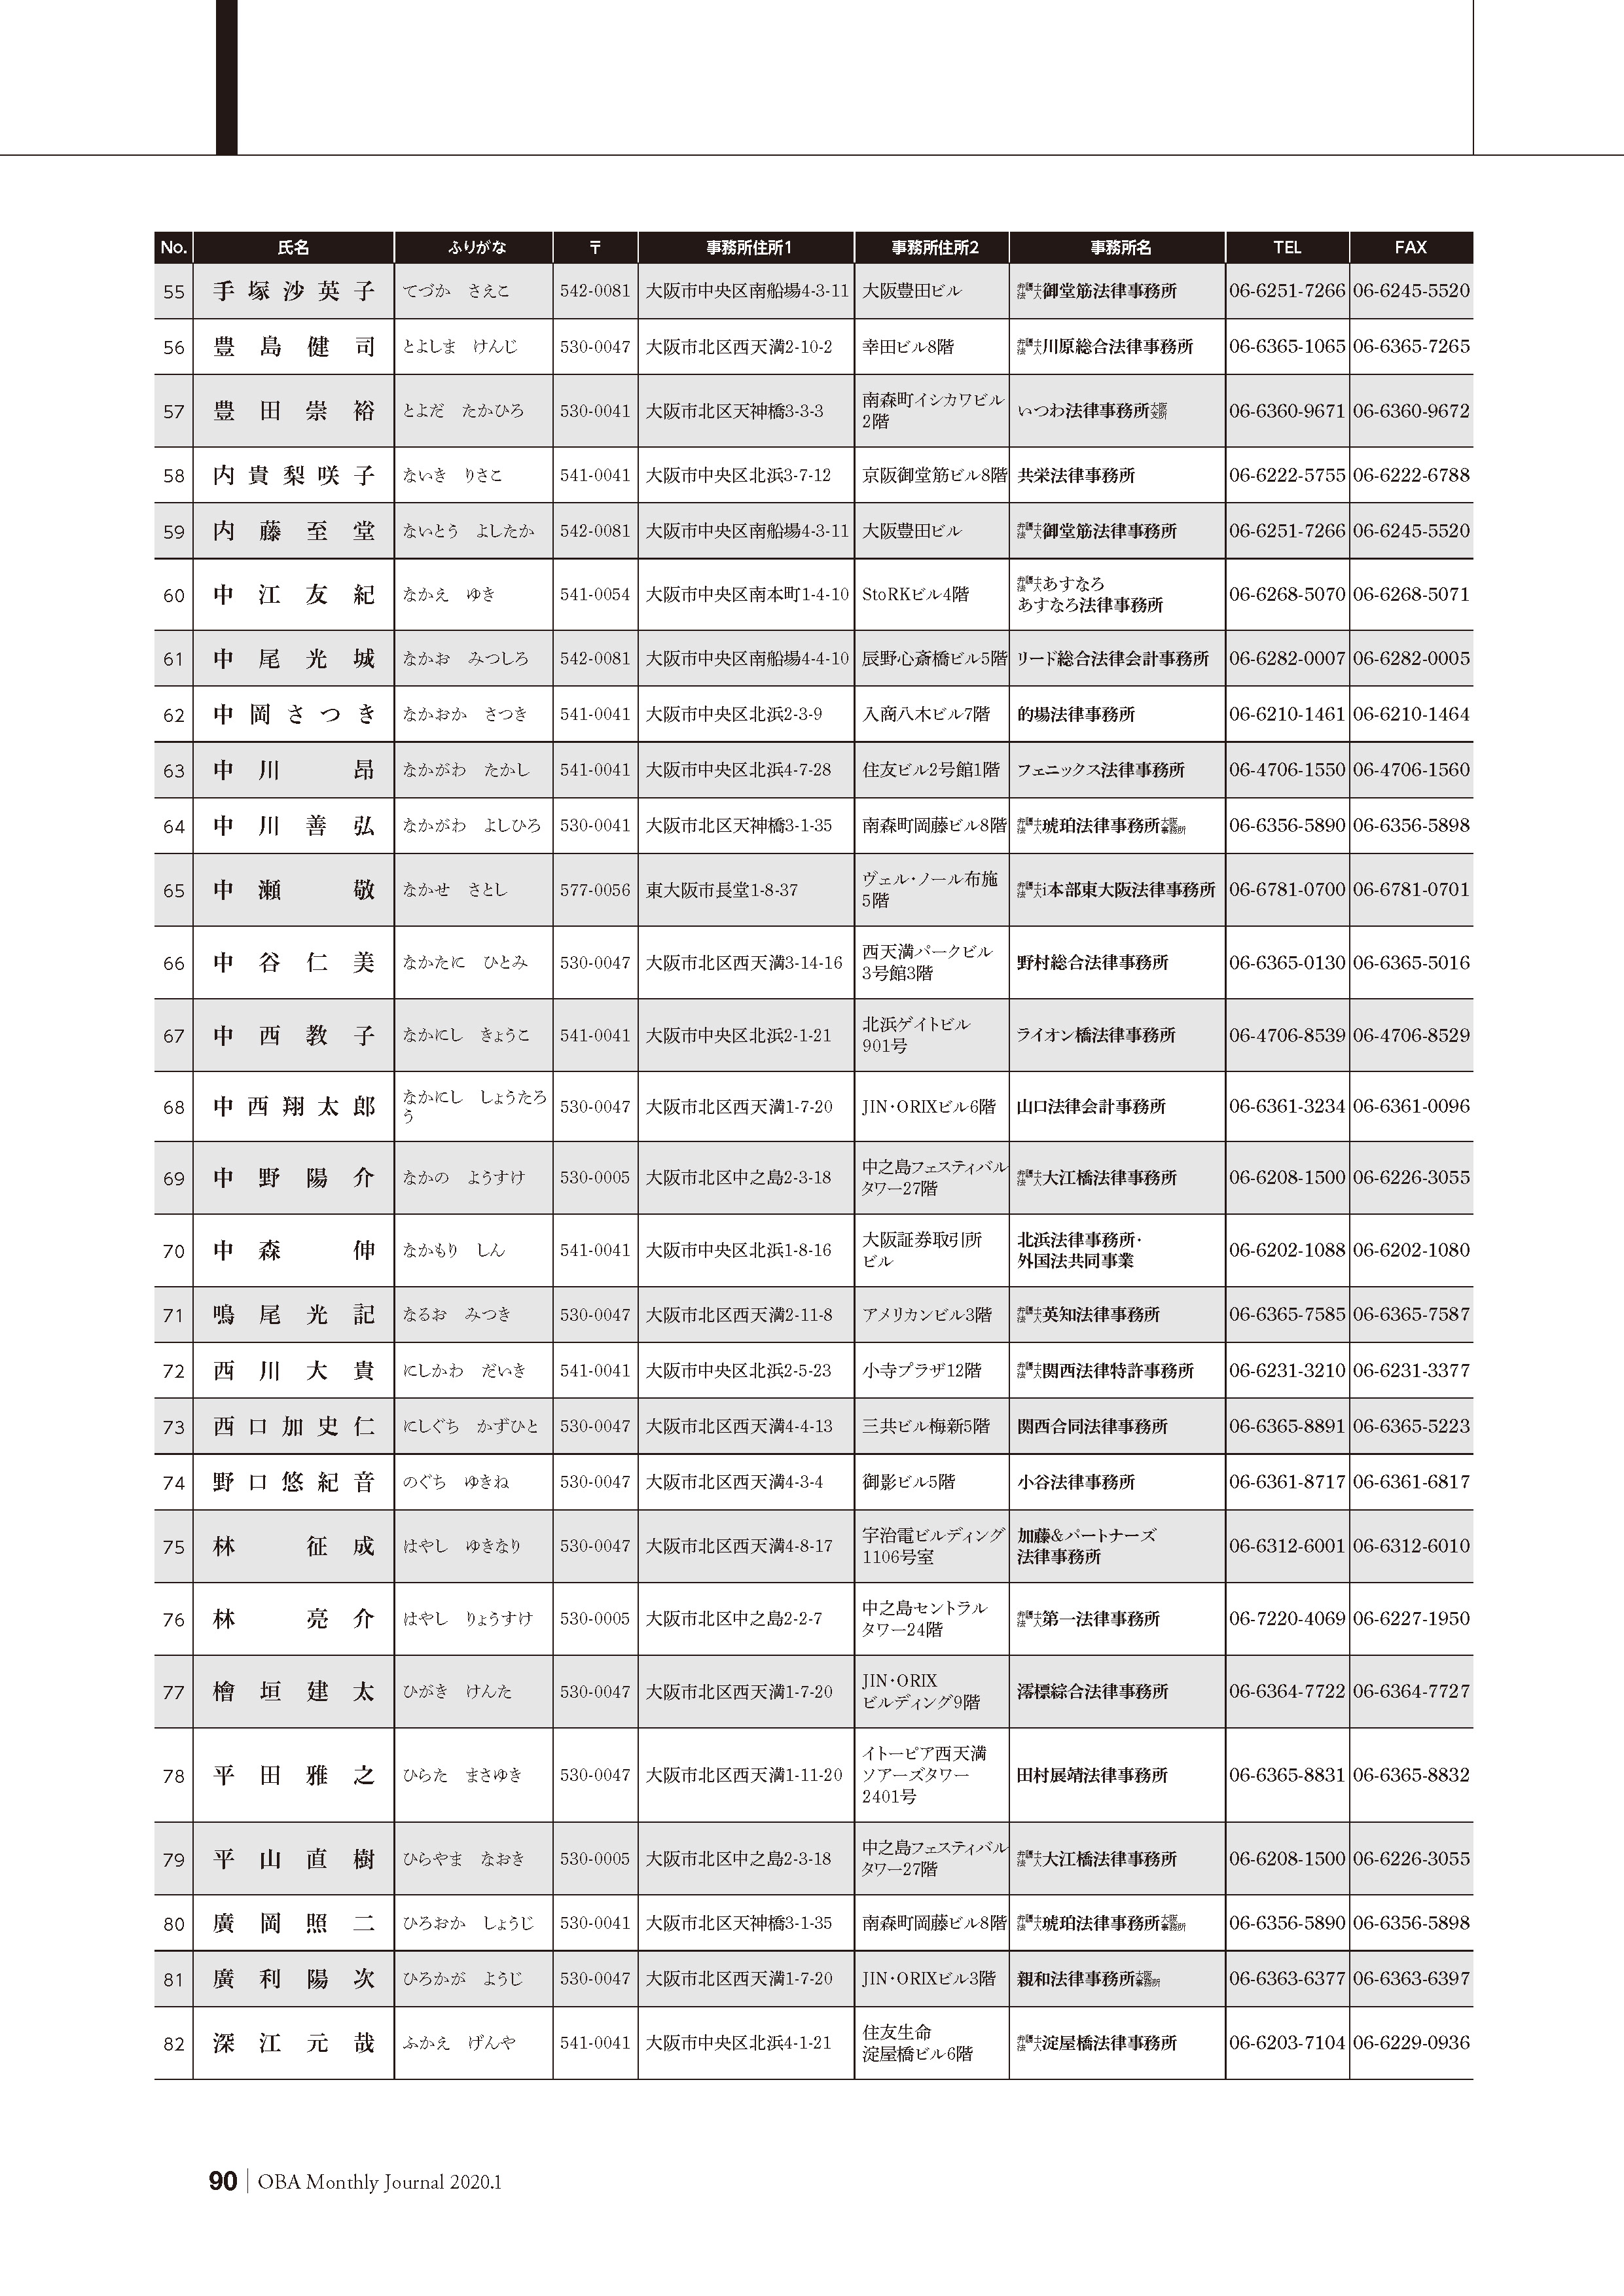 No. 氏名 ふりがな 〒 事務所住所1 事務所住所2 事務所名 TEL FAX
55 手塚沙英子 てづか さえこ 542-0081 大阪市中央区南船場4-3-11 大阪豊田ビル 弁護士法人御堂筋法律事務所 06-6251-7266 06-6245-5520
56 豊島健司 とよしま けんじ 530-0047 大阪市北区西天満2-10-2 幸田ビル8階 弁護士法人川原総合法律事務所 06-6365-1065 06-6365-7265
57 豊田崇裕 とよだ たかひろ 530-0041 大阪市北区天神橋3-3-3 南森町イシカワビル
2階 いつわ法律事務所大阪支所 06-6360-9671 06-6360-9672
58 内貴梨咲子 ないき りさこ 541-0041 大阪市中央区北浜3-7-12 京阪御堂筋ビル8階 共栄法律事務所 06-6222-5755 06-6222-6788
59 内藤至堂 ないとう よしたか 542-0081 大阪市中央区南船場4-3-11 大阪豊田ビル 弁護士法人御堂筋法律事務所 06-6251-7266 06-6245-5520
60 中江友紀 なかえ ゆき 541-0054 大阪市中央区南本町1-4-10 StoRKビル4階 弁護士法人あすなろ
あすなろ法律事務所 06-6268-5070 06-6268-5071
61 中尾光城 なかお みつしろ 542-0081 大阪市中央区南船場4-4-10 辰野心斎橋ビル5階 リード総合法律会計事務所 06-6282-0007 06-6282-0005
62 中岡さつき なかおか さつき 541-0041 大阪市中央区北浜2-3-9 入商八木ビル7階 的場法律事務所 06-6210-1461 06-6210-1464
63 中川昂 なかがわ たかし 541-0041 大阪市中央区北浜4-7-28 住友ビル2号館1階 フェニックス法律事務所 06-4706-1550 06-4706-1560
64 中川善弘 なかがわ よしひろ 530-0041 大阪市北区天神橋3-1-35 南森町岡藤ビル8階 弁護士法人琥珀法律事務所大阪事務所 06-6356-5890 06-6356-5898
65 中瀬敬 なかせ さとし 577-0056 東大阪市長堂1-8-37 ヴェル・ノール布施
5階 弁護士法人i本部東大阪法律事務所 06-6781-0700 06-6781-0701
66 中谷仁美 なかたに ひとみ 530-0047 大阪市北区西天満3-14-16 西天満パークビル
3号館3階 野村総合法律事務所 06-6365-0130 06-6365-5016
67 中西教子 なかにし きょうこ 541-0041 大阪市中央区北浜2-1-21 北浜ゲイトビル
901号 ライオン橋法律事務所 06-4706-8539 06-4706-8529
68 中西翔太郎 なかにし しょうたろ
う 530-0047 大阪市北区西天満1-7-20 JIN・ORIXビル6階 山口法律会計事務所 06-6361-3234 06-6361-0096
69 中野陽介 なかの ようすけ 530-0005 大阪市北区中之島2-3-18 中之島フェスティバル
タワー27階 弁護士法人大江橋法律事務所 06-6208-1500 06-6226-3055
70 中森伸 なかもり しん 541-0041 大阪市中央区北浜1-8-16 大阪証券取引所
ビル 北浜法律事務所・
外国法共同事業 06-6202-1088 06-6202-1080
71 鳴尾光記 なるお みつき 530-0047 大阪市北区西天満2-11-8 アメリカンビル3階 弁護士法人英知法律事務所 06-6365-7585 06-6365-7587
72 西川大貴 にしかわ だいき 541-0041 大阪市中央区北浜2-5-23 小寺プラザ12階 弁護士法人関西法律特許事務所 06-6231-3210 06-6231-3377
73 西口加史仁 にしぐち かずひと 530-0047 大阪市北区西天満4-4-13 三共ビル梅新5階 関西合同法律事務所 06-6365-8891 06-6365-5223
74 野口悠紀音 のぐち ゆきね 530-0047 大阪市北区西天満4-3-4 御影ビル5階 小谷法律事務所 06-6361-8717 06-6361-6817
75 林征成 はやし ゆきなり 530-0047 大阪市北区西天満4-8-17 宇治電ビルディング
1106号室 加藤&パートナーズ
法律事務所 06-6312-6001 06-6312-6010
76 林亮介 はやし りょうすけ 530-0005 大阪市北区中之島2-2-7 中之島セントラル
タワー24階 弁護士法人第一法律事務所 06-7220-4069 06-6227-1950
77 檜垣建太 ひがき けんた 530-0047 大阪市北区西天満1-7-20 JIN・ORIX
ビルディング9階 澪標綜合法律事務所 06-6364-7722 06-6364-7727
78 平田雅之 ひらた まさゆき 530-0047 大阪市北区西天満1-11-20 イトーピア西天満
ソアーズタワー
2401号 田村展靖法律事務所 06-6365-8831 06-6365-8832
79 平山直樹 ひらやま なおき 530-0005 大阪市北区中之島2-3-18 中之島フェスティバル
タワー27階 弁護士法人大江橋法律事務所 06-6208-1500 06-6226-3055
80 廣岡照二 ひろおか しょうじ 530-0041 大阪市北区天神橋3-1-35 南森町岡藤ビル8階 弁護士法人琥珀法律事務所大阪事務所 06-6356-5890 06-6356-5898
81 廣利陽次 ひろかが ようじ 530-0047 大阪市北区西天満1-7-20 JIN・ORIXビル3階 親和法律事務所大阪事務所 06-6363-6377 06-6363-6397
82 深江元哉 ふかえ げんや 541-0041 大阪市中央区北浜4-1-21 住友生命
淀屋橋ビル6階 弁護士法人淀屋橋法律事務所 06-6203-7104 06-6229-0936
90 OBA Monthly Journal 2020.1